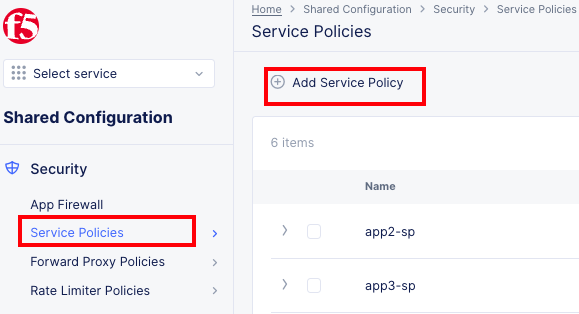 f5
Home > Shared Configuration > Security > Service Policies
Service Policies
Select service
Add Service Policy
Shared Configuration
6 items
Security
Name
App Firewall
Service Policies
app2-sp
Forward Proxy Policies
Rate Limiter Policies
app3-sp